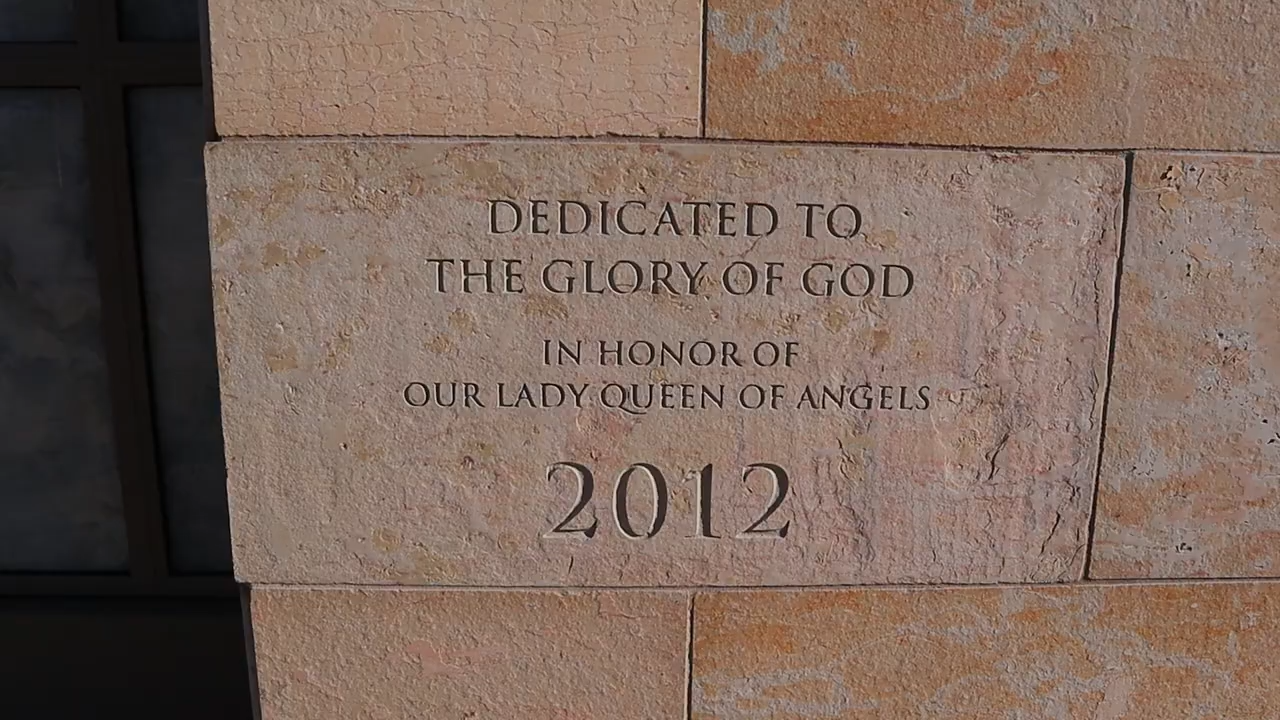 DEDICATED TO
THE GLORY OF GOD
IN HONOR OF
OUR LADY QUEEN OF ANGELS
2012